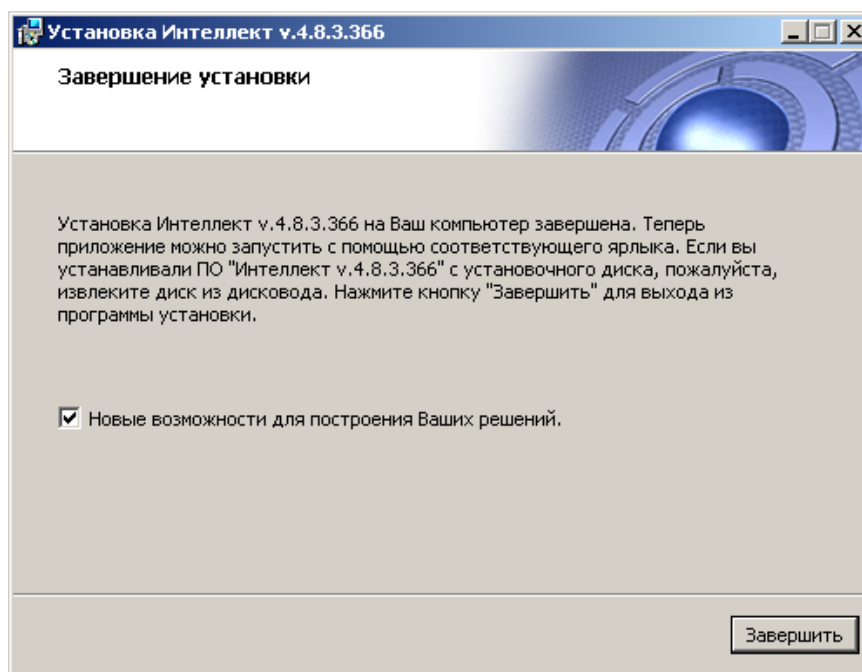 Установка Интеллект v.4.8.3.366
Завершение установки
Установка Интеллект v.4.8.3.366 на Ваш компьютер завершена. Теперь
приложение можно запустить с помощью соответствующего ярлыка. Если вы
устанавливали ПО "Интеллект v.4.8.3.366" с установочного диска, пожалуйста,
извлеките диск из дисковода. Нажмите кнопку "Завершить" для выхода из
программы установки.
Новые возможности для построения Ваших решений.
Завершить